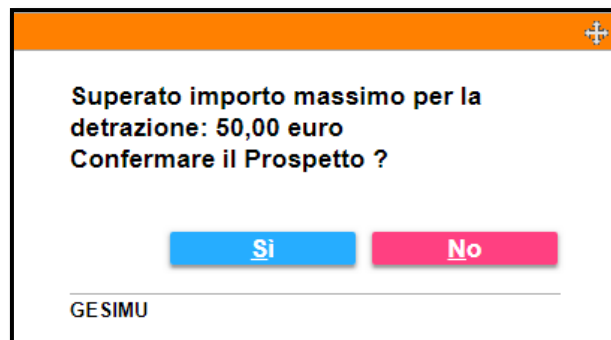 Superato importo massimo per la
detrazione: 50,00 euro
Confermare il Prospetto ?
Sì
No
GESIMU